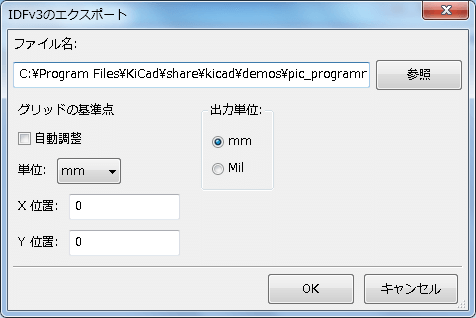 IDFv3のエクスポート
ファイル名:
C:¥Program Files¥KiCad¥share¥kicad¥demos¥pic_programr
参照
グリッドの基準点
出力単位:
自動調整
mm
単位: mm
Mil
X 位置: 0
Y 位置: 0
OK
キャンセル